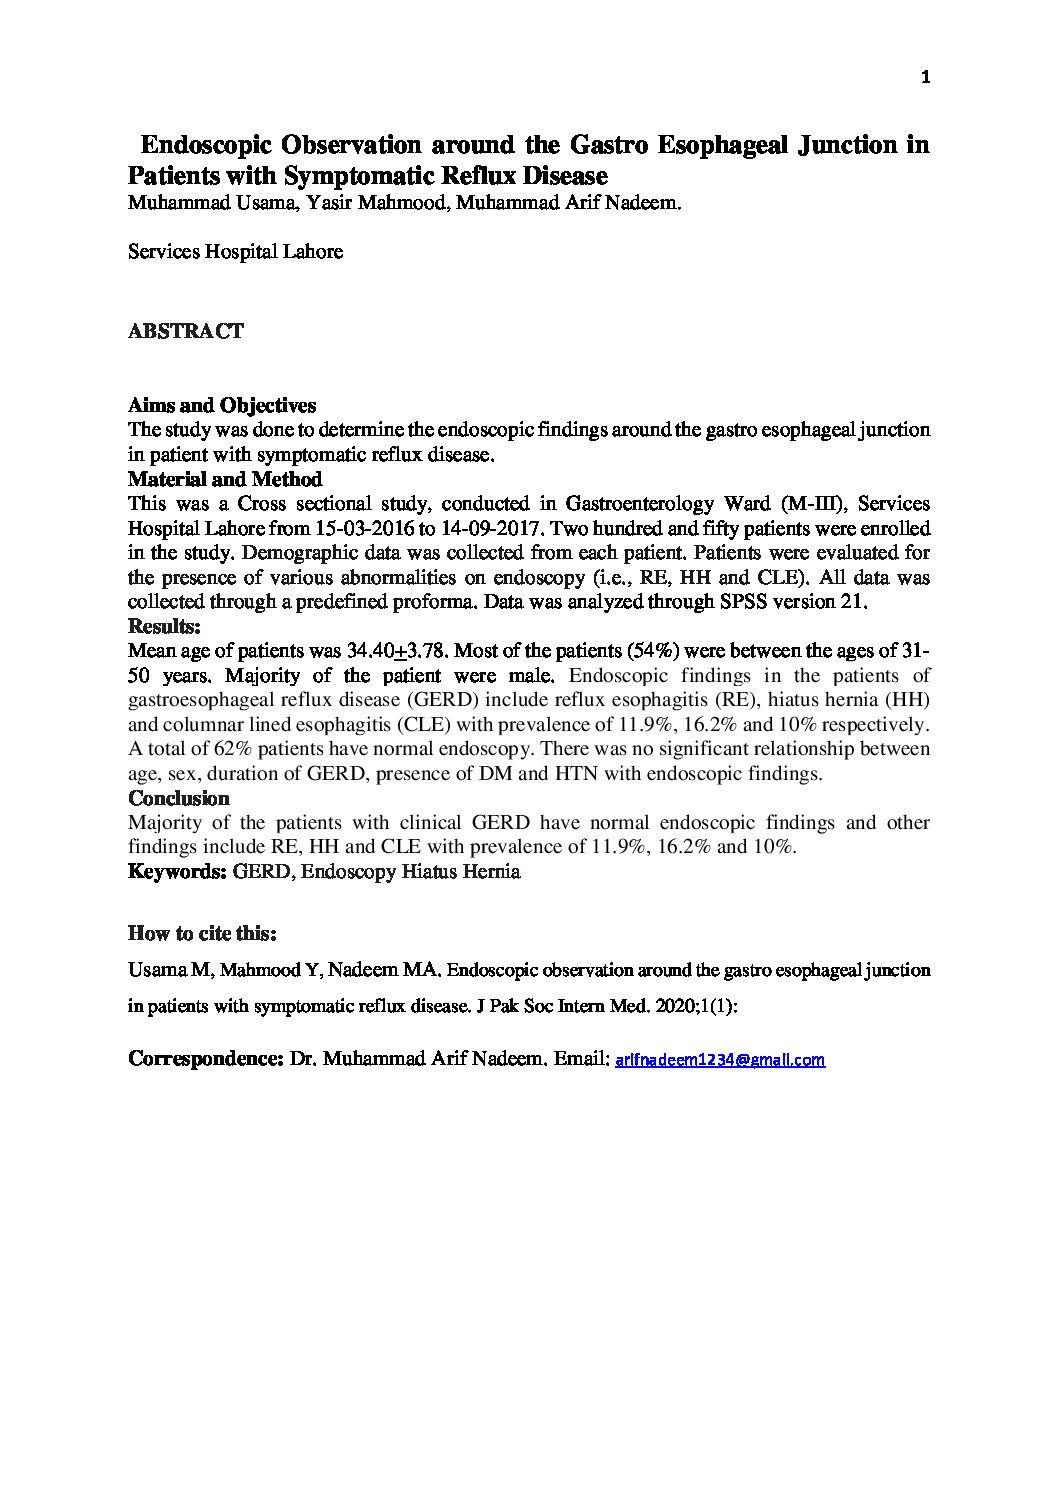 1
Endoscopic Observation around the Gastro Esophageal Junction in
Patients with Symptomatic Reflux Disease
Muhammad Usama, Yasir Mahmood, Muhammad Arif Nadeem.
Services Hospital Lahore
ABSTRACT
Aims and Objectives
The study was done to determine the endoscopic findings around the gastro esophageal junction
in patient with symptomatic reflux disease.
Material and Method
This was a Cross sectional study, conducted in Gastroenterology Ward (M-III), Services
Hospital Lahore from 15-03-2016 to 14-09-2017. Two hundred and fifty patients were enrolled
in the study. Demographic data was collected from each patient. Patients were evaluated for
the presence of various abnormalities on endoscopy (i.e., RE, HH and CLE). All data was
collected through a predefined proforma. Data was analyzed through SPSS version 21.
Results:
Mean age of patients was 34.40±3.78. Most of the patients (54%) were between the ages of 31-
50 years. Majority of the patient were male. Endoscopic findings in the patients of
gastroesophageal reflux disease (GERD) include reflux esophagitis (RE), hiatus hernia (HH)
and columnar lined esophagitis (CLE) with prevalence of 11.9%, 16.2% and 10% respectively.
A total of 62% patients have normal endoscopy. There was no significant relationship between
age, sex, duration of GERD, presence of DM and HTN with endoscopic findings.
Conclusion
Majority of the patients with clinical GERD have normal endoscopic findings and other
findings include RE, HH and CLE with prevalence of 11.9%, 16.2% and 10%.
Keywords: GERD, Endoscopy Hiatus Hernia
How to cite this:
Usama M, Mahmood Y, Nadeem MA. Endoscopic observation around the gastro esophageal junction
in patients with symptomatic reflux disease. J Pak Soc Intern Med. 2020;1(1):
Correspondence: Dr. Muhammad Arif Nadeem. Email: arifnadeem1234@gmail.com